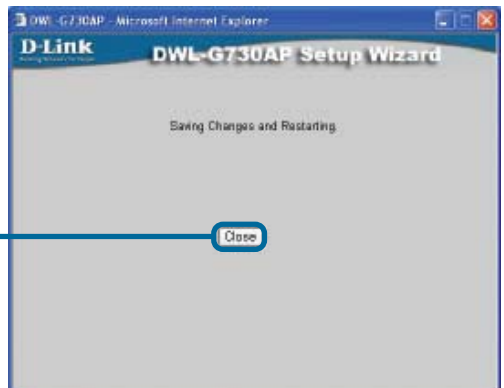 DWL-G730AP - Microsoft Internet Explorer
D-Link
DWL-G730AP Setup Wizard
Saving Changes and Restarting.
Close